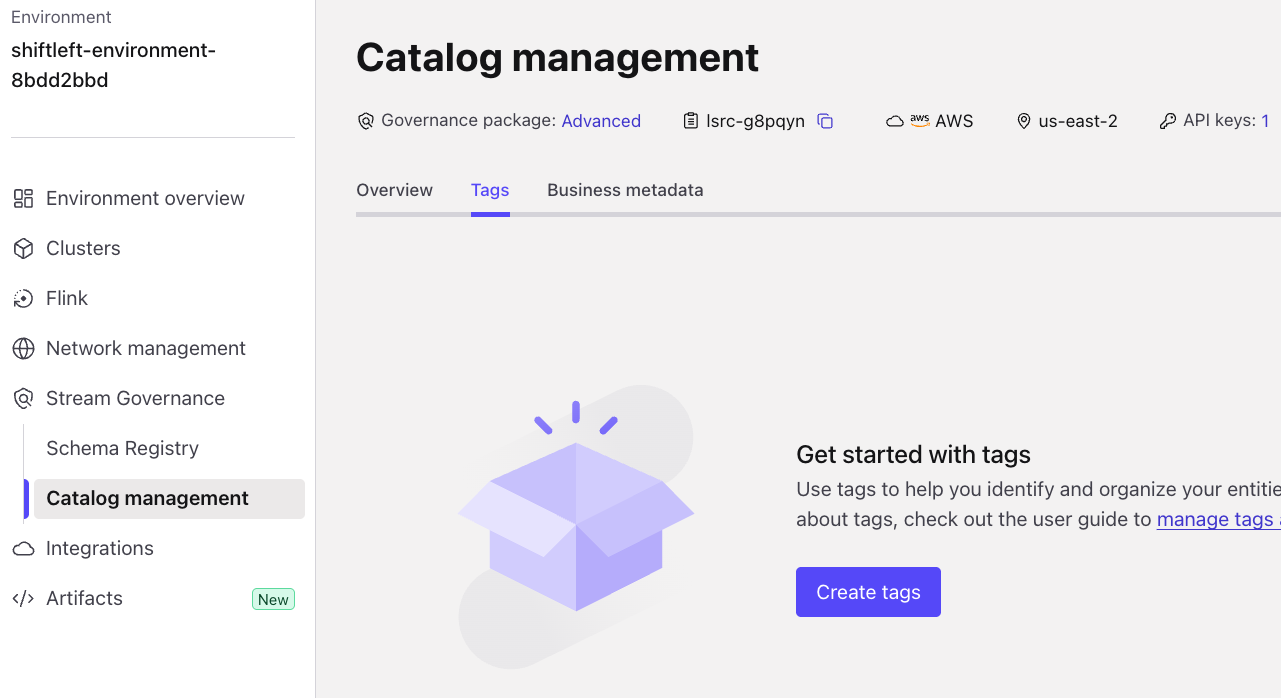 Environment
shiftleft-environment-
8bdd2bbd
Environment overview
Clusters
Flink
Network management
Stream Governance
Schema Registry
Catalog management
Integrations
Artifacts New
Catalog management
Governance package: Advanced lsrc-g8pqyn aws AWS us-east-2 API keys: 1
Overview Tags Business metadata
Get started with tags
Use tags to help you identify and organize your entitie
about tags, check out the user guide to manage tags
Create tags